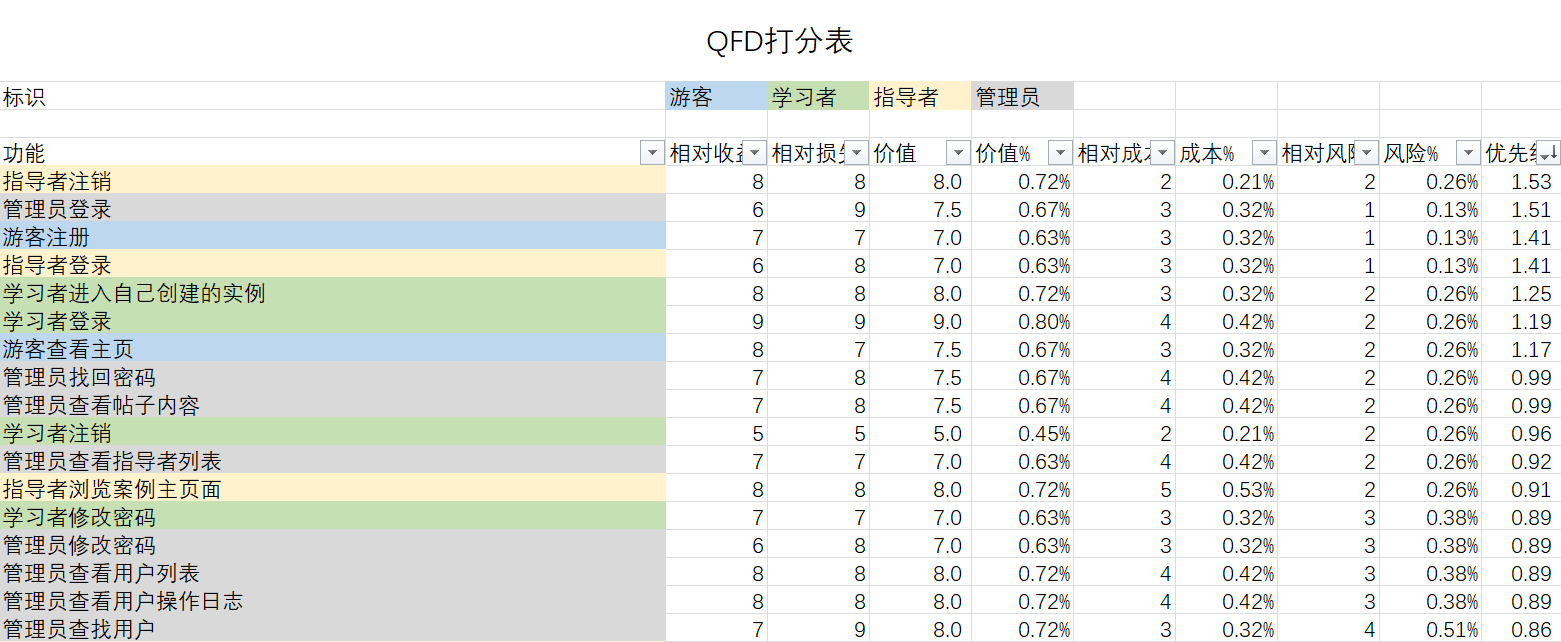 QFD打分表
标识 游客 学习者 指导者 管理员
功能 相对收 相对损 价值 价值% 相对成 成本% 相对风 风险% 优先
指导者注销 8 8 8.0 0.72% 2 0.21% 2 0.26% 1.53
管理员登录 6 9 7.5 0.67% 3 0.32% 1 0.13% 1.51
游客注册 7 7 7.0 0.63% 3 0.32% 1 0.13% 1.41
指导者登录 6 8 7.0 0.63% 3 0.32% 1 0.13% 1.41
学习者进入自己创建的实例 8 8 8.0 0.72% 3 0.32% 2 0.26% 1.25
学习者登录 9 9 9.0 0.80% 4 0.42% 2 0.26% 1.19
游客查看主页 8 7 7.5 0.67% 3 0.32% 2 0.26% 1.17
管理员找回密码 7 8 7.5 0.67% 4 0.42% 2 0.26% 0.99
管理员查看帖子内容 7 8 7.5 0.67% 4 0.42% 2 0.26% 0.99
学习者注销 5 5 5.0 0.45% 2 0.21% 2 0.26% 0.96
管理员查看指导者列表 7 7 7.0 0.63% 4 0.42% 2 0.26% 0.92
指导者浏览案例主页面 8 8 8.0 0.72% 5 0.53% 2 0.26% 0.91
学习者修改密码 7 7 7.0 0.63% 3 0.32% 3 0.38% 0.89
管理员修改密码 6 8 7.0 0.63% 3 0.32% 3 0.38% 0.89
管理员查看用户列表 8 8 8.0 0.72% 4 0.42% 3 0.38% 0.89
管理员查看用户操作日志 8 8 8.0 0.72% 4 0.42% 3 0.38% 0.89
管理员查找用户 7 9 8.0 0.72% 3 0.32% 4 0.51% 0.86